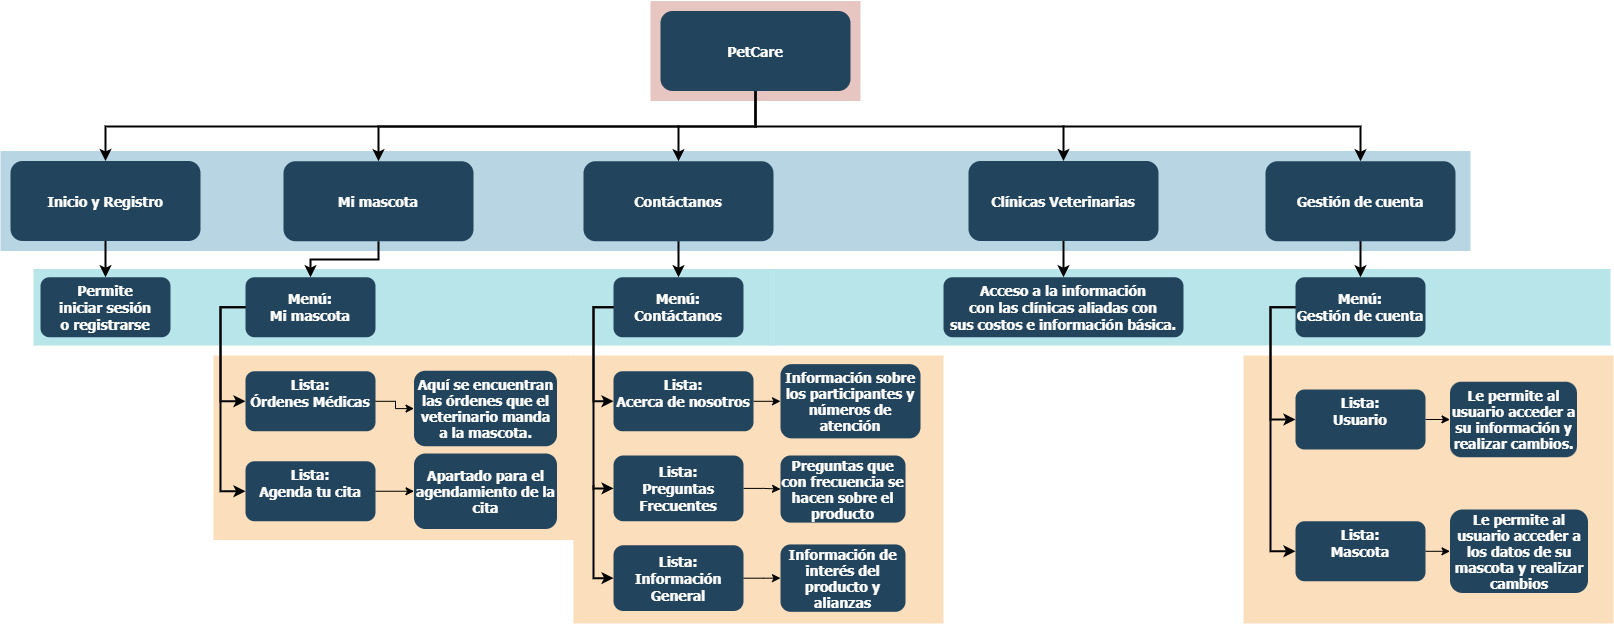 PetCare
Inicio y Registro
Mi mascota
Contáctanos
Clínicas Veterinarias
Gestión de cuenta
Permite
iniciar sesión
o registrarse
Menú:
Mi mascota
Menú:
Contáctanos
Acceso a la información
con las clínicas aliadas con
sus costos e información básica.
Menú:
Gestión de cuenta
Lista:
Órdenes Médicas
Aquí se encuentran
las órdenes que el
veterinario manda
a la mascota.
Lista:
Agenda tu cita
Apartado para el
agendamiento de la
cita
Lista:
Acerca de nosotros
Información sobre
los participantes y
números de
atención
Lista:
Preguntas
Frecuentes
Preguntas que
con frecuencia se
hacen sobre el
producto
Lista:
Información
General
Información de
interés del
producto y
alianzas
Lista:
Usuario
Le permite al
usuario acceder a
su información y
realizar cambios.
Lista:
Mascota
Le permite al
usuario acceder a
los datos de su
mascota y realizar
cambios